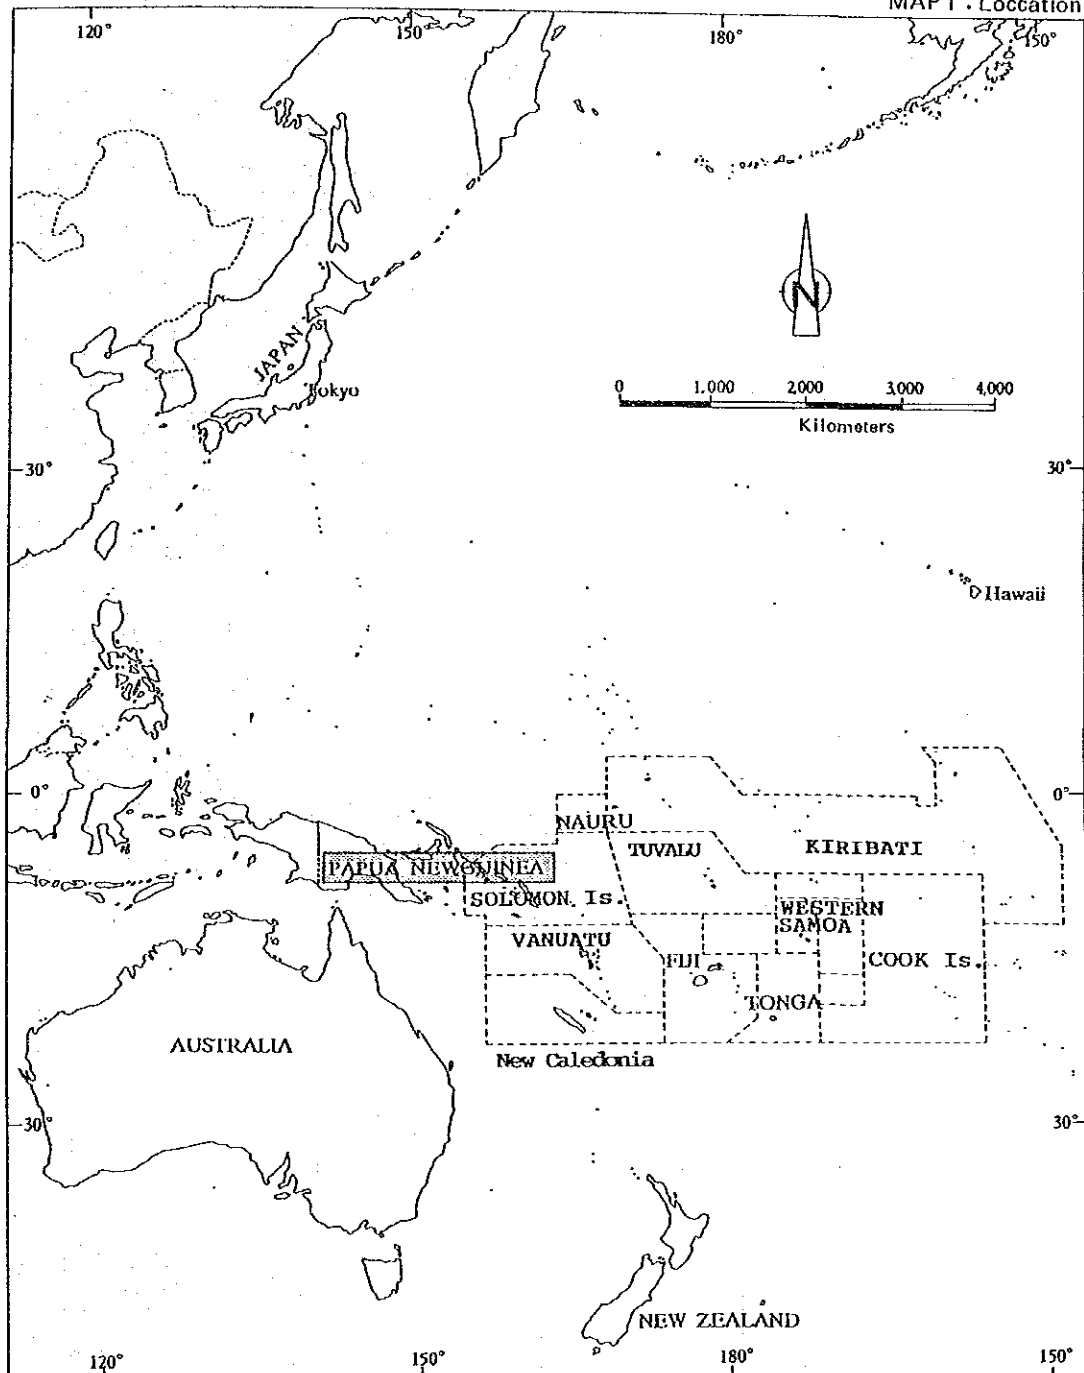 MAP 1 . Loccation
120°
150°
180°
150°
JAPAN
Tokyo
N
0 1,000 2,000 3,000 4,000
Kilometers
30°
30°
Hawaii
0°
0°
NAURU
TUVALU
KIRIBATI
PAPUA NEWGUINEA
SOLOMON Is.
WESTERN
SAMOA
VANUATU
FIJI
COOK Is.
TONGA
AUSTRALIA
New Caledonia
30°
30°
NEW ZEALAND
120°
150°
180°
150°